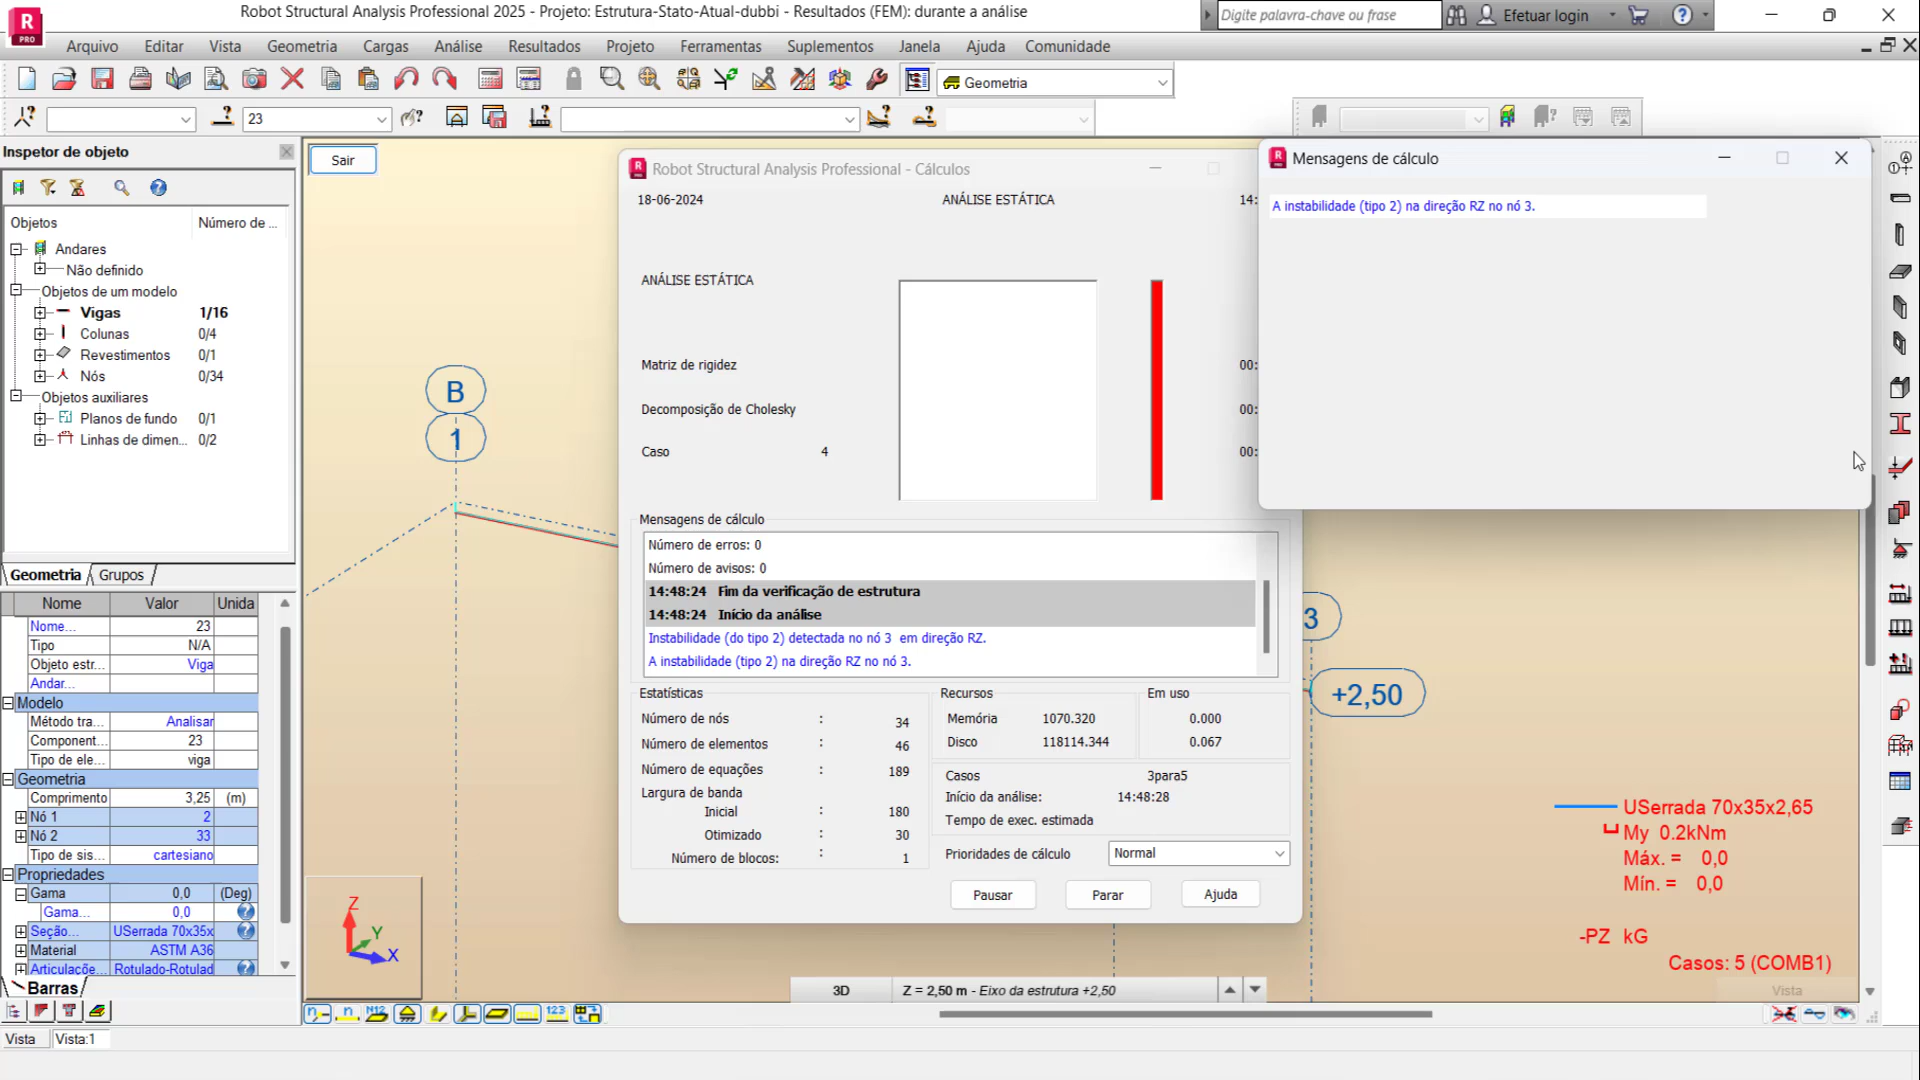 Robot Structural Analysis Professional 2025 - Projeto: Estrutura-Stato-Atual-dubbi - Resultados (FEM): durante a análise
Digite palavra-chave ou frase
Efetuar login
R
PRO
Arquivo Editar Vista Geometria Cargas Análise Resultados Projeto Ferramentas Suplementos Janela Ajuda Comunidade
Geometria
23
Inspetor de objeto
Objetos Número de ...
Andares
Não definido
Objetos de um modelo
Vigas 1/16
Colunas 0/4
Revestimentos 0/1
Nós 0/34
Objetos auxiliares
Planos de fundo 0/1
Linhas de dimen... 0/2
Geometria Grupos
Nome Valor Unida
Nome... 23
Tipo N/A
Objeto estr... Viga
Andar...
Modelo
Método tra... Analisar
Component... 23
Tipo de ele... viga
Geometria
Comprimento 3,25 (m)
Nó 1 2
Nó 2 33
Tipo de sis... cartesiano
Propriedades
Gama 0,0 (Deg)
Gama... 0,0
Seção... USerrada 70x35x
Material ASTM A36
Articulaçõe... Rotulado-Rotulad
Barras
Vista Vista:1
Sair
B
1
Z
Y
X
Robot Structural Analysis Professional - Cálculos
18-06-2024 ANÁLISE ESTÁTICA 14:
ANÁLISE ESTÁTICA
Matriz de rigidez 00:
Decomposição de Cholesky 00:
Caso 4 00:
Mensagens de cálculo
Número de erros: 0
Número de avisos: 0
14:48:24 Fim da verificação de estrutura
14:48:24 Início da análise
Instabilidade (do tipo 2) detectada no nó 3 em direção RZ.
A instabilidade (tipo 2) na direção RZ no nó 3.
Estatísticas
Número de nós : 34
Número de elementos : 46
Número de equações : 189
Largura de banda
Inicial : 180
Otimizado : 30
Número de blocos: : 1
Recursos Em uso
Memória 1070.320 0.000
Disco 118114.344 0.067
Casos 3para5
Início da análise: 14:48:28
Tempo de exec. estimada
Prioridades de cálculo Normal
Pausar Parar Ajuda
Mensagens de cálculo
A instabilidade (tipo 2) na direção RZ no nó 3.
3
+2,50
USerrada 70x35x2,65
My 0.2kNm
Máx. = 0,0
Mín. = 0,0
-PZ kG
Casos: 5 (COMB1)
Vista
3D Z = 2,50 m - Eixo da estrutura +2,50